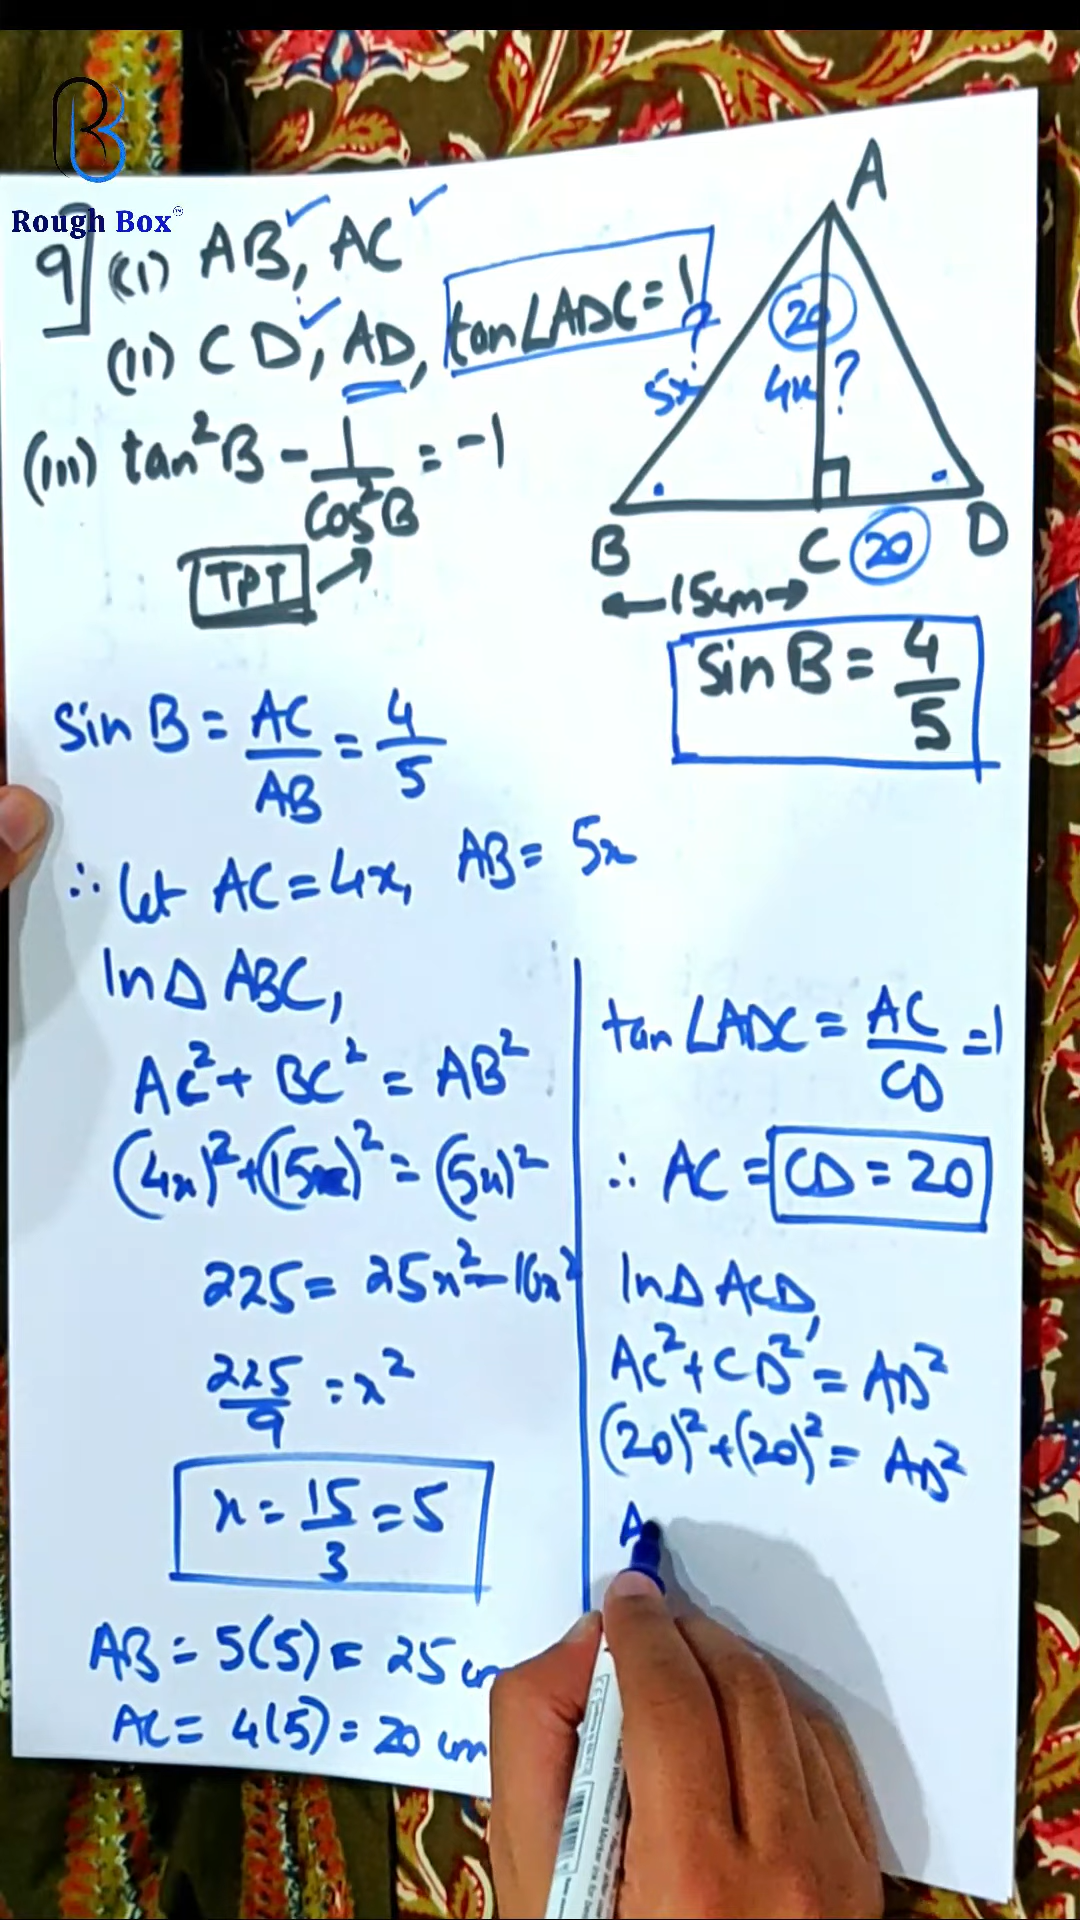 Rough Box™
9] (i) AB, AC
(ii) CD, AD, tan∠ADC = 1
(iii) tan²B - 1/cos²B = -1
TPT
A
20
5x ?
4x ?
B
C
20
D
15cm
sin B = 4/5
sin B = AC/AB = 4/5
∴ let AC = 4x, AB = 5x
In Δ ABC,
AC² + BC² = AB²
(4x)² + (15)² = (5x)²
225 = 25x² - 16x²
225/9 = x²
x = 15/3 = 5
AB = 5(5) = 25 cm
AC = 4(5) = 20 cm
tan ∠ADC = AC/CD = 1
∴ AC = CD = 20
In Δ ACD,
AC² + CD² = AD²
(20)² + (20)² = AD²
A